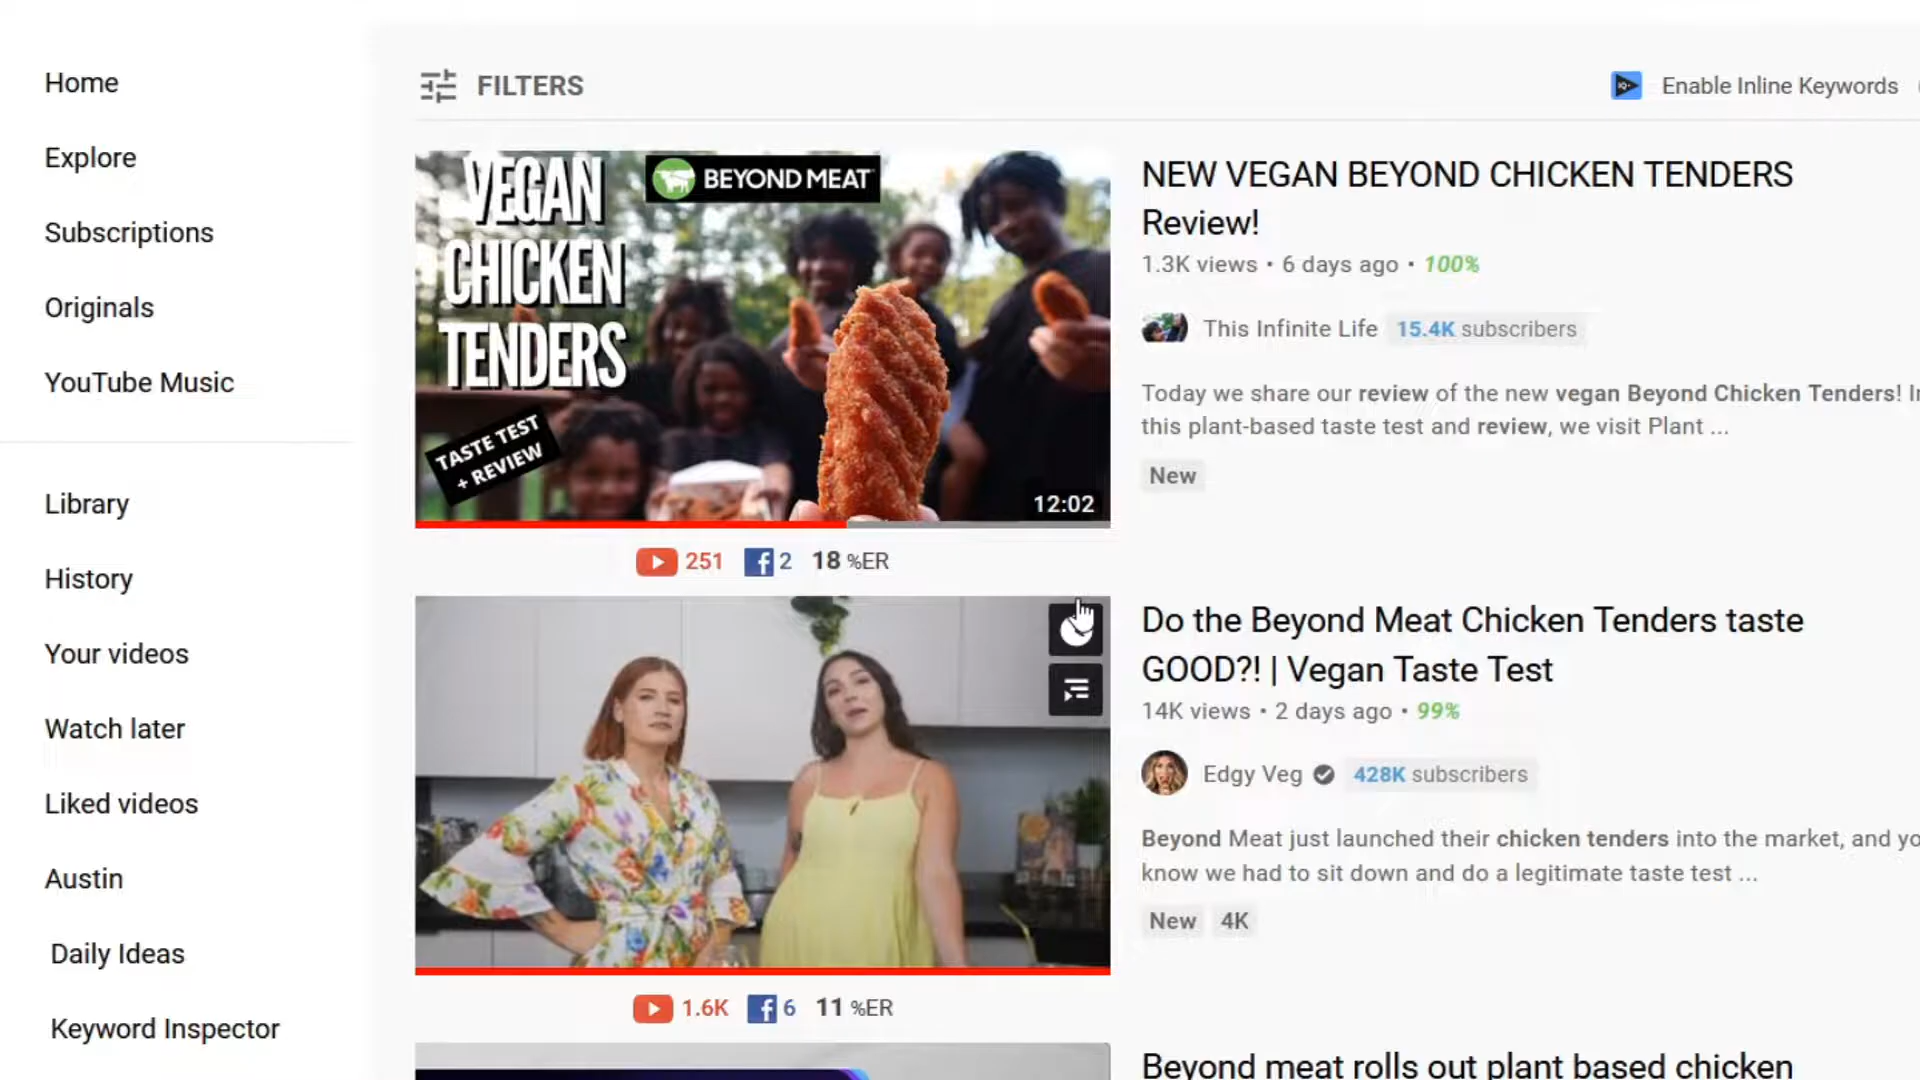 Home
Explore
Subscriptions
Originals
YouTube Music
Library
History
Your videos
Watch later
Liked videos
Austin
Daily Ideas
Keyword Inspector
FILTERS
Enable Inline Keywords
VEGAN
CHICKEN
TENDERS
BEYOND MEAT
TASTE TEST
+ REVIEW
12:02
251 2 18 %ER
NEW VEGAN BEYOND CHICKEN TENDERS
Review!
1.3K views • 6 days ago • 100%
This Infinite Life 15.4K subscribers
Today we share our review of the new vegan Beyond Chicken Tenders!
this plant-based taste test and review, we visit Plant ...
New
1.6K 6 11 %ER
Do the Beyond Meat Chicken Tenders taste
GOOD?! | Vegan Taste Test
14K views • 2 days ago • 99%
Edgy Veg 428K subscribers
Beyond Meat just launched their chicken tenders into the market, and
know we had to sit down and do a legitimate taste test ...
New 4K
Beyond meat rolls out plant based chicken